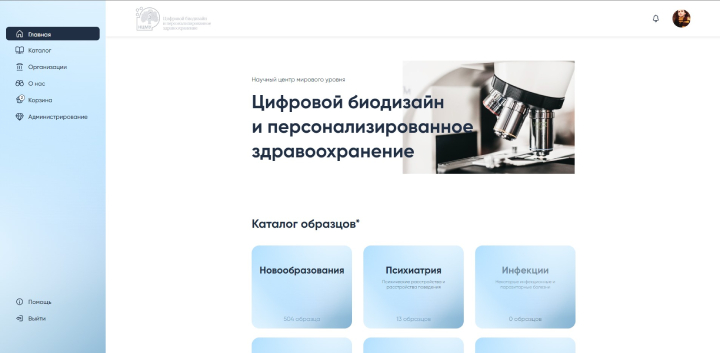 Цифровой биодизайн
и персонализированное
здравоохранение
Главная
Каталог
Организации
О нас
Корзина
Администрирование
Помощь
Выйти
Научный центр мирового уровня
Цифровой биодизайн
и персонализированное
здравоохранение
Каталог образцов*
Новообразования
504 образца
Психиатрия
Психические расстройства и
расстройства поведения
13 образцов
Инфекции
Некоторые инфекционные и
паразитарные болезни
0 образцов